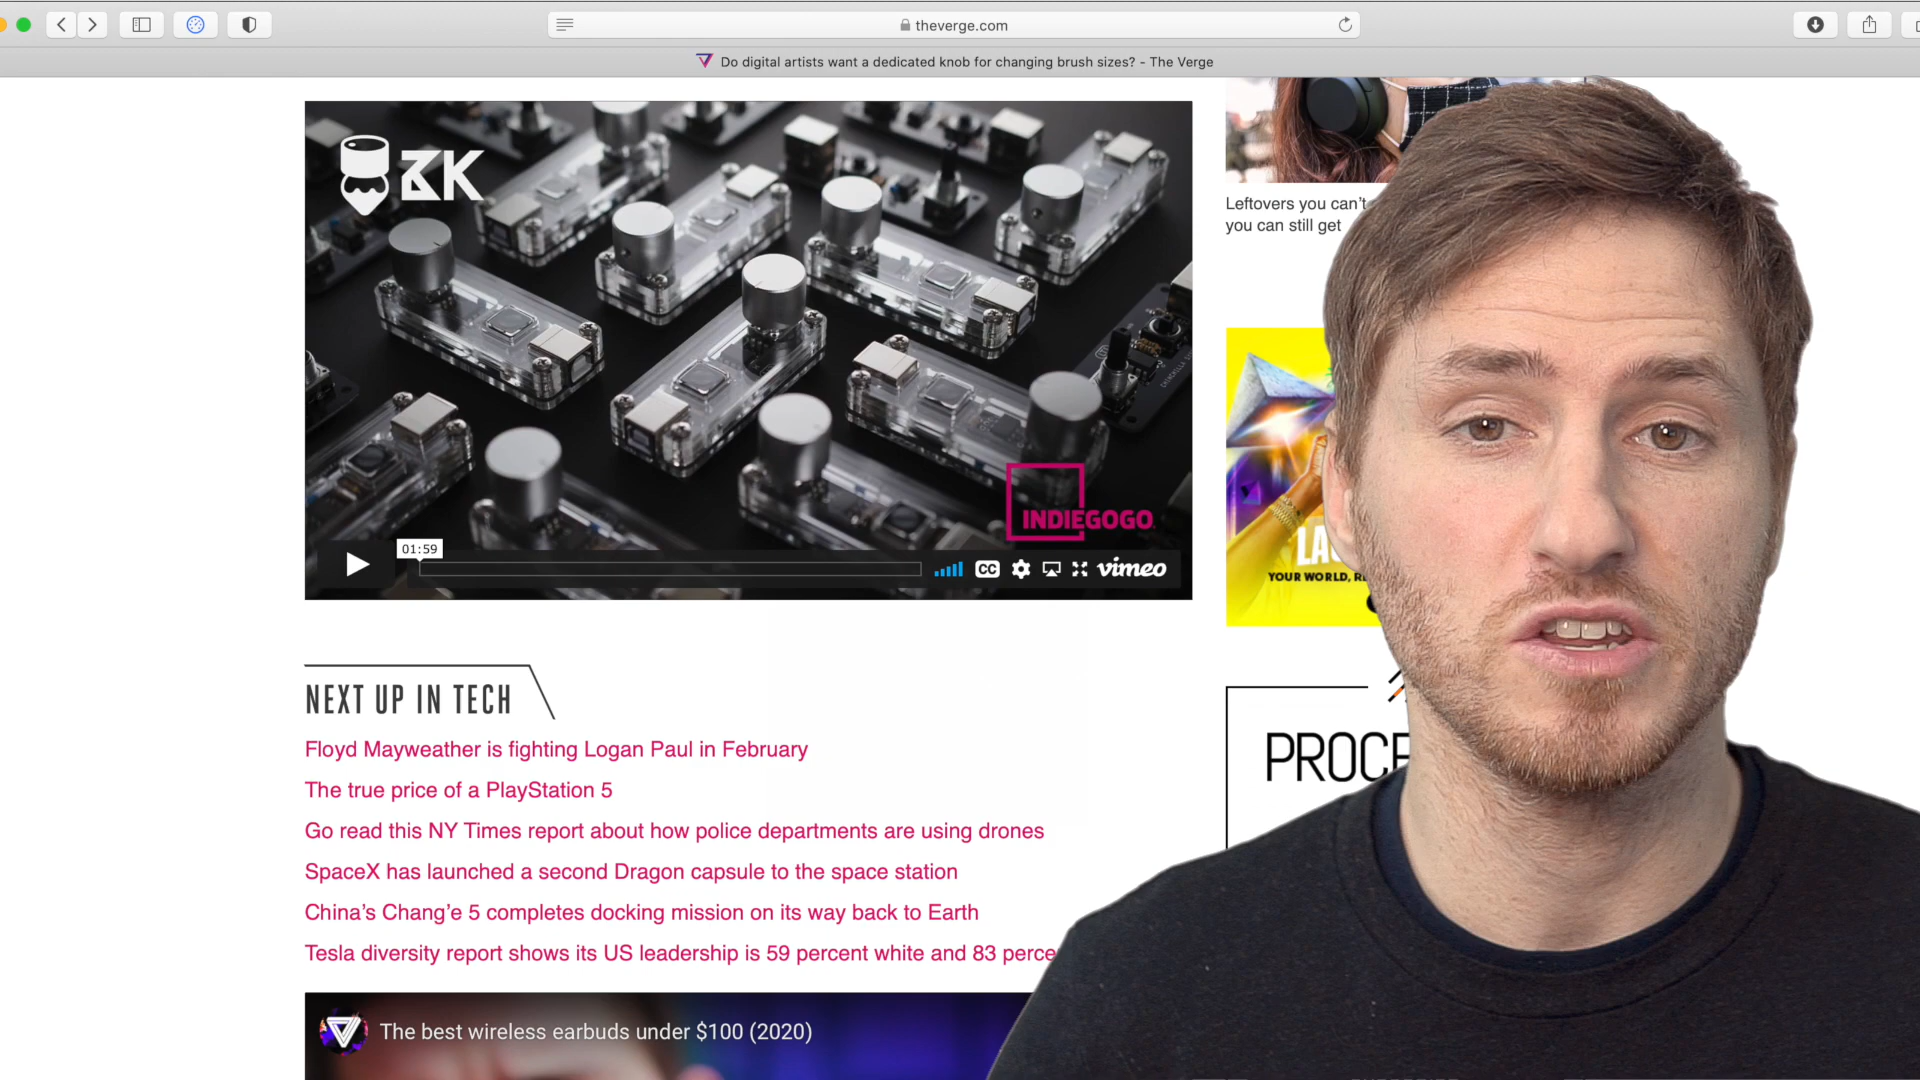 theverge.com
Do digital artists want a dedicated knob for changing brush sizes? - The Verge
INDIEGOGO
01:59
CC
vimeo
NEXT UP IN TECH
Floyd Mayweather is fighting Logan Paul in February
The true price of a PlayStation 5
Go read this NY Times report about how police departments are using drones
SpaceX has launched a second Dragon capsule to the space station
China’s Chang’e 5 completes docking mission on its way back to Earth
Tesla diversity report shows its US leadership is 59 percent white and 83 perce
The best wireless earbuds under $100 (2020)
Leftovers you can’t
you can still get
LA
YOUR WORLD, R
PROCE